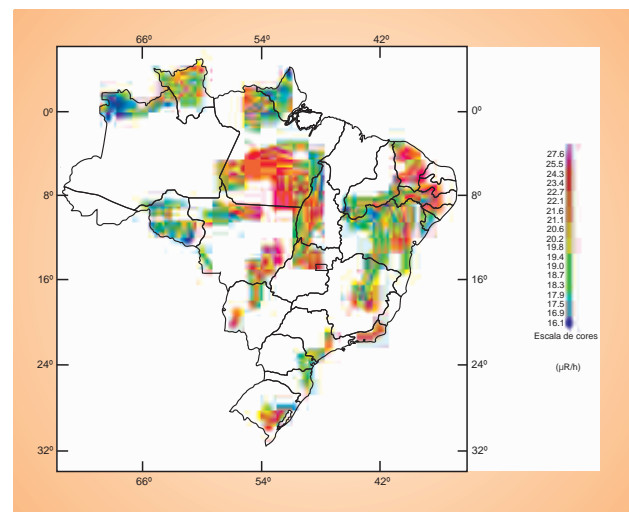 66º 54º 42º
0º 0º
8º 8º
16º 16º
24º 24º
32º 32º
66º 54º 42º
27.6
25.5
24.3
23.4
22.7
22.1
21.6
21.1
20.6
20.2
19.8
19.4
19.0
18.7
18.3
17.9
17.5
16.9
16.1
Escala de cores
(µR/h)